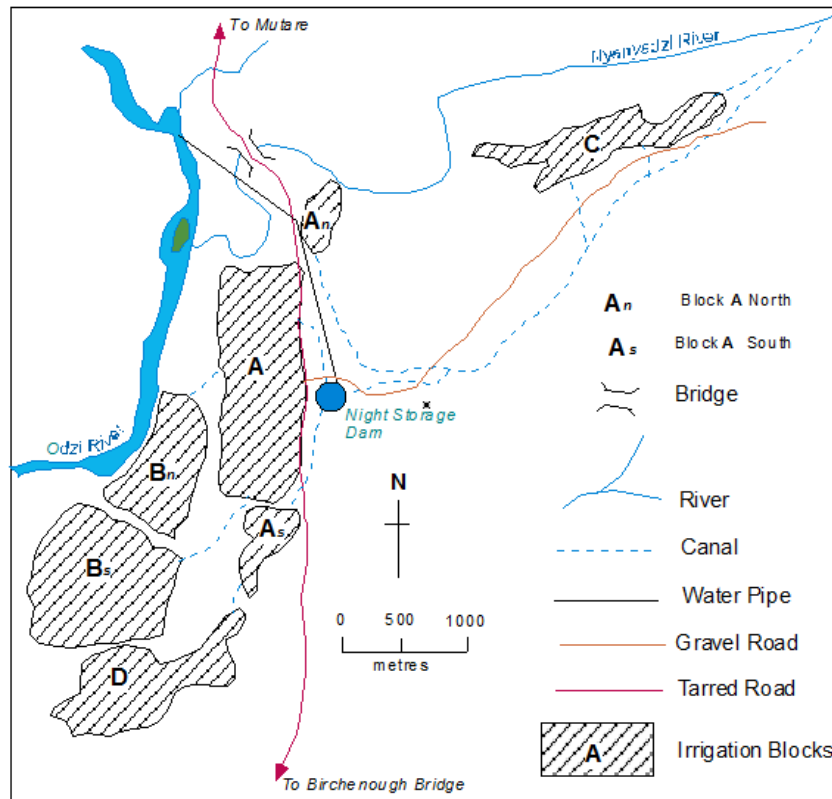 To Mutare
Nyanyadzi River
C
An
A
Night Storage
Dam
Odzi River
Bn
As
Bs
D
N
0 500 1000
metres
To Birchenough Bridge
An Block A North
As Block A South
Bridge
River
Canal
Water Pipe
Gravel Road
Tarred Road
A Irrigation Blocks